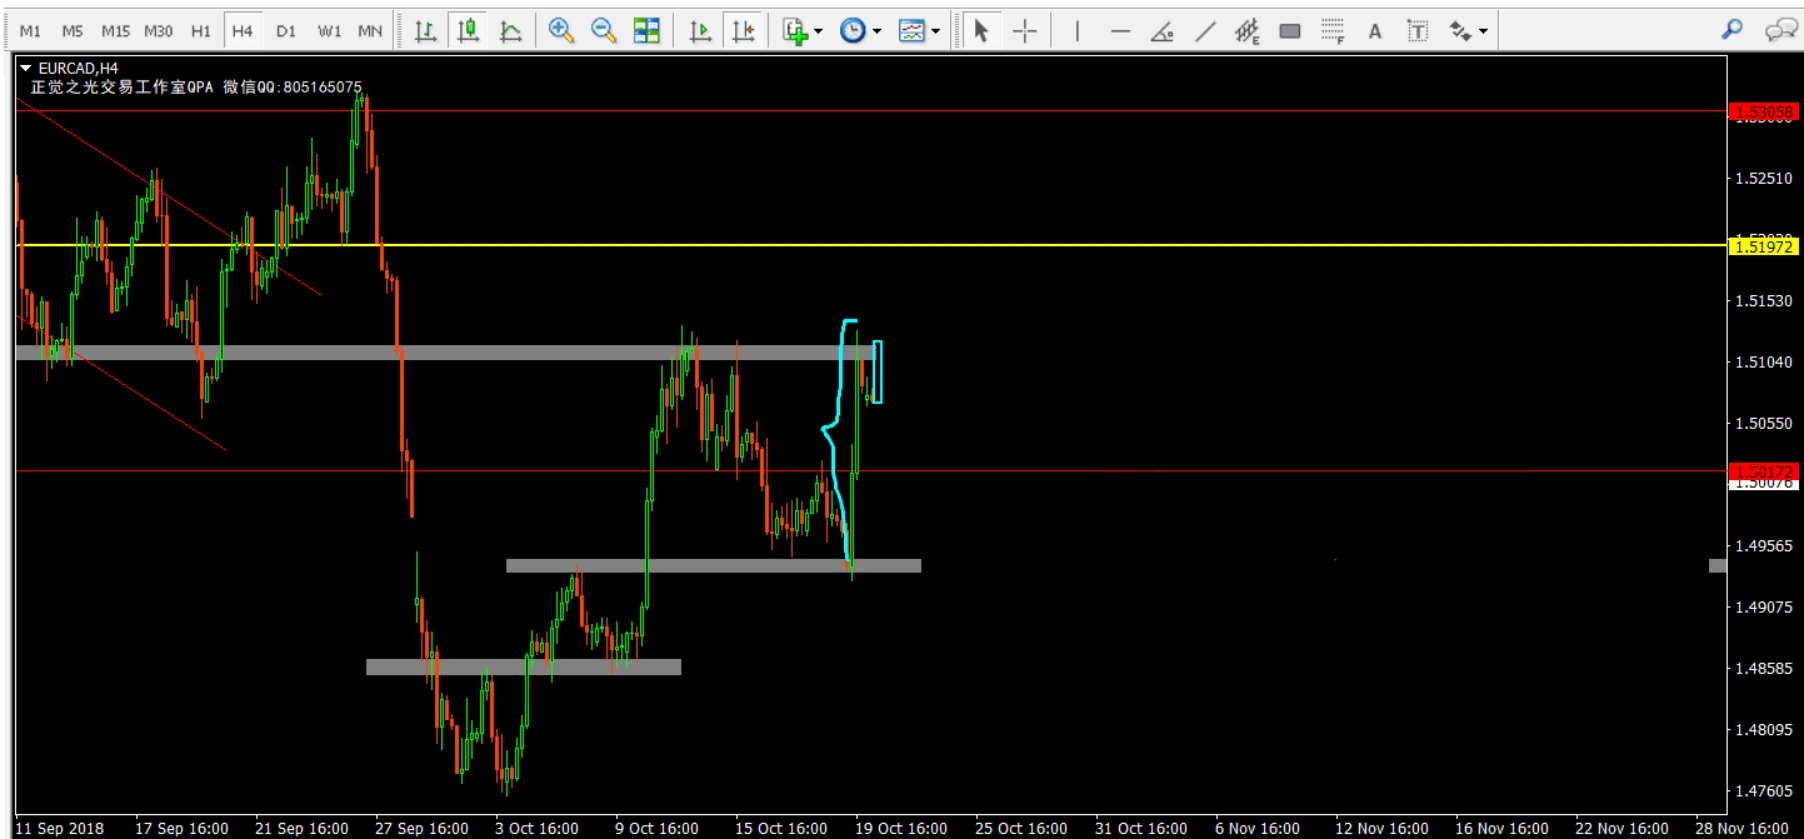 M1 M5 M15 M30 H1 H4 D1 W1 MN
E F A T
EURCAD,H4
正觉之光交易工作室QPA 微信QQ:805165075
1.53058
1.52510
1.51972
1.51530
1.51040
1.50550
1.50172
1.50076
1.49565
1.49075
1.48585
1.48095
1.47605
11 Sep 2018 17 Sep 16:00 21 Sep 16:00 27 Sep 16:00 3 Oct 16:00 9 Oct 16:00 15 Oct 16:00 19 Oct 16:00 25 Oct 16:00 31 Oct 16:00 6 Nov 16:00 12 Nov 16:00 16 Nov 16:00 22 Nov 16:00 28 Nov 16:00